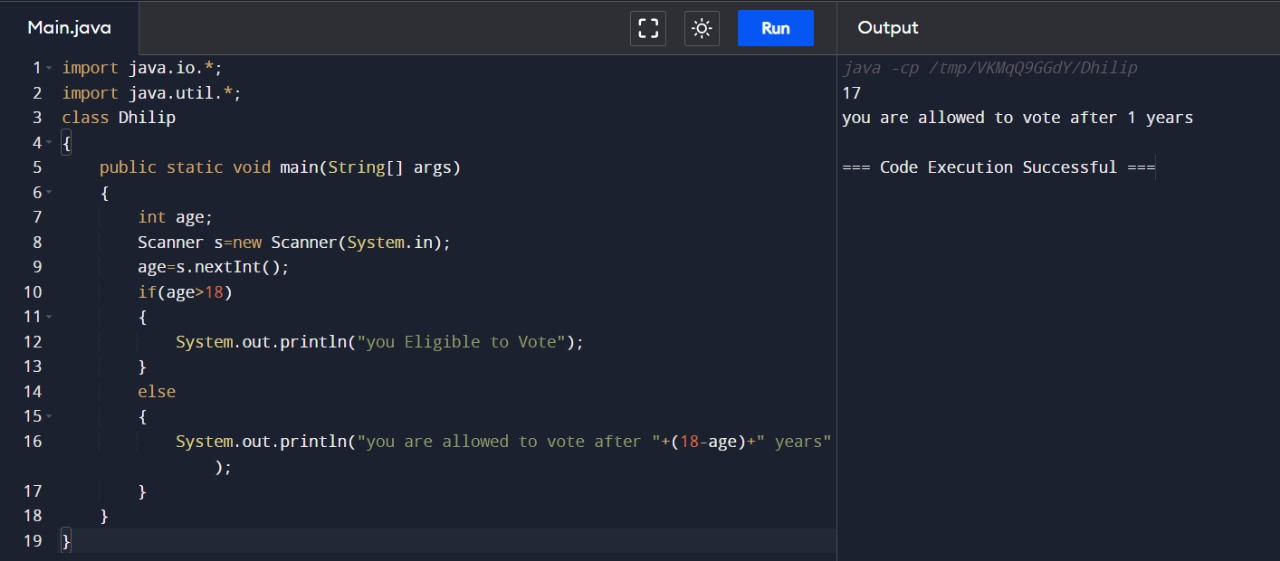 Main.java
Run
Output
1 import java.io.*;
2 import java.util.*;
3 class Dhilip
4 {
5     public static void main(String[] args)
6     {
7         int age;
8         Scanner s=new Scanner(System.in);
9         age=s.nextInt();
10         if(age>18)
11         {
12             System.out.println("you Eligible to Vote");
13         }
14         else
15         {
16             System.out.println("you are allowed to vote after "+(18-age)+" years"
);
17         }
18     }
19 }
java -cp /tmp/VKMqQ9GGdY/Dhilip
17
you are allowed to vote after 1 years
=== Code Execution Successful ===